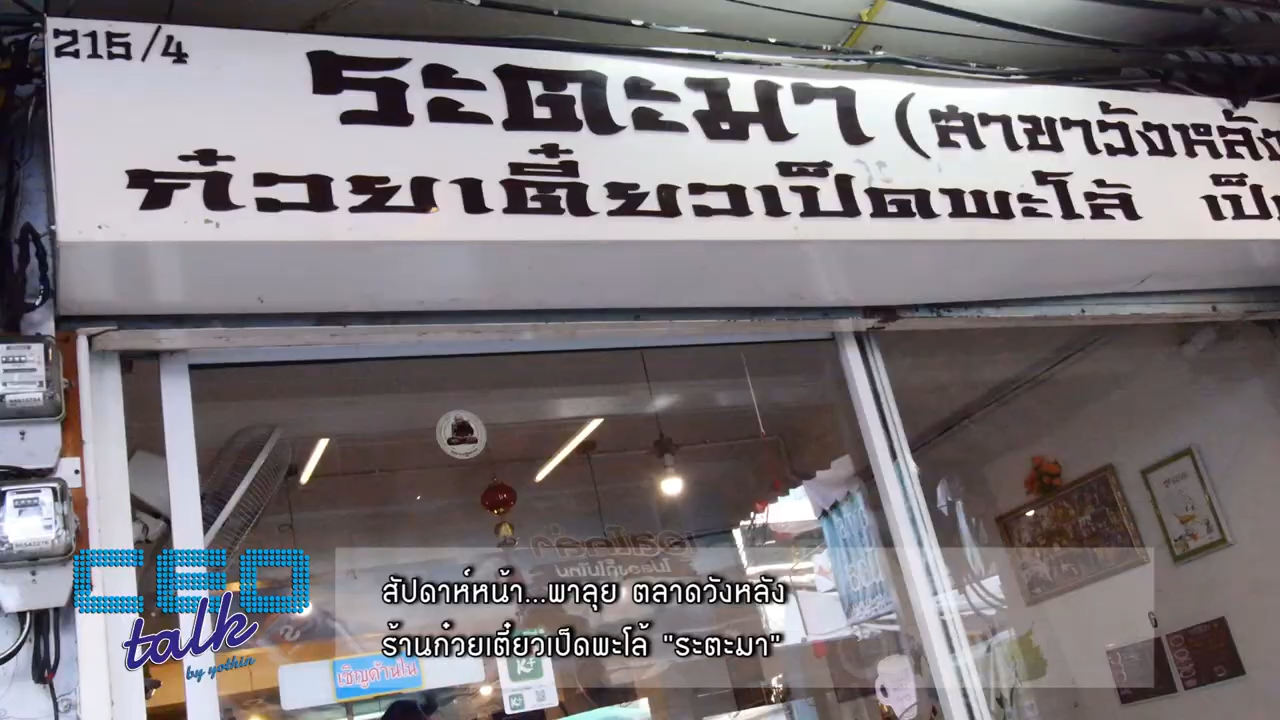 215/4
ระตะมา (สาขาวังหลัง
ก๋วยเตี๋ยวเป็ดพะโล้ เป็
CEO
talk
by yothin
สัปดาห์หน้า...พาลุย ตลาดวังหลัง
ร้านก๋วยเตี๋ยวเป็ดพะโล้ "ระตะมา"
เชิญด้านใน
K+
K+